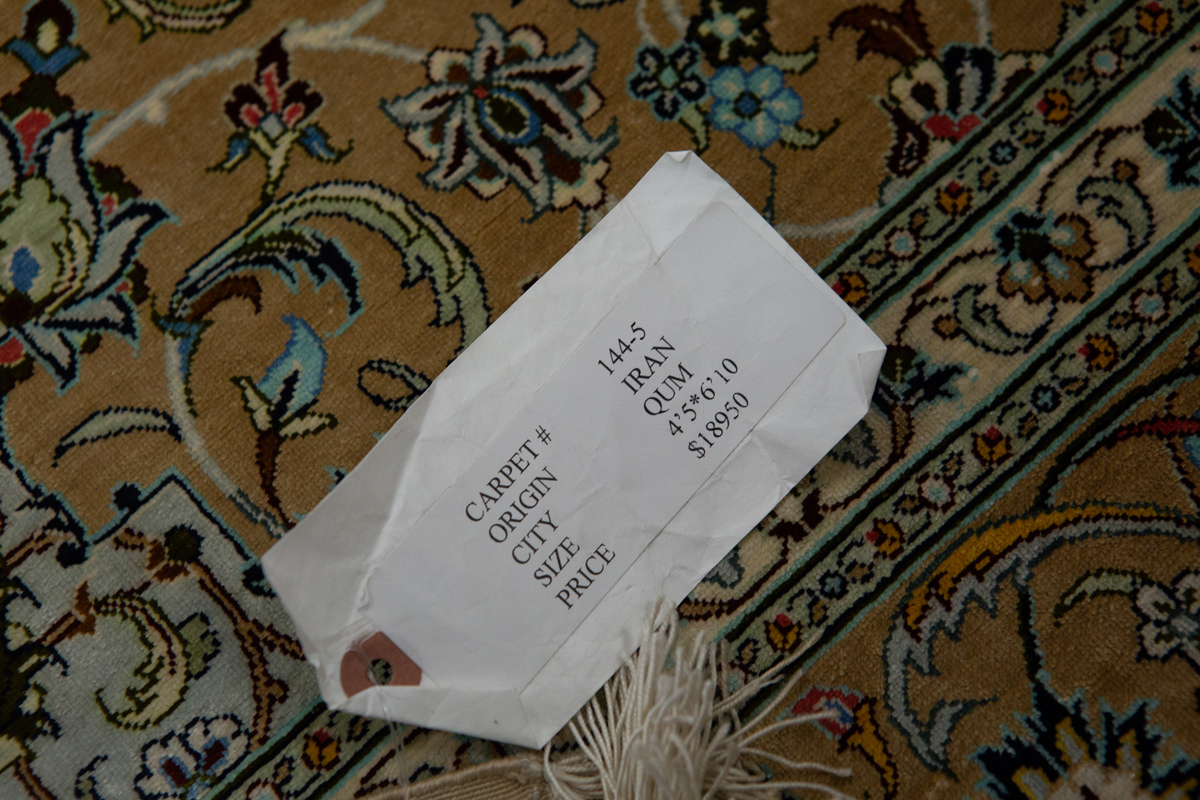 CARPET # 144-5
ORIGIN IRAN
CITY QUM
SIZE 4'5*6'10
PRICE $18950